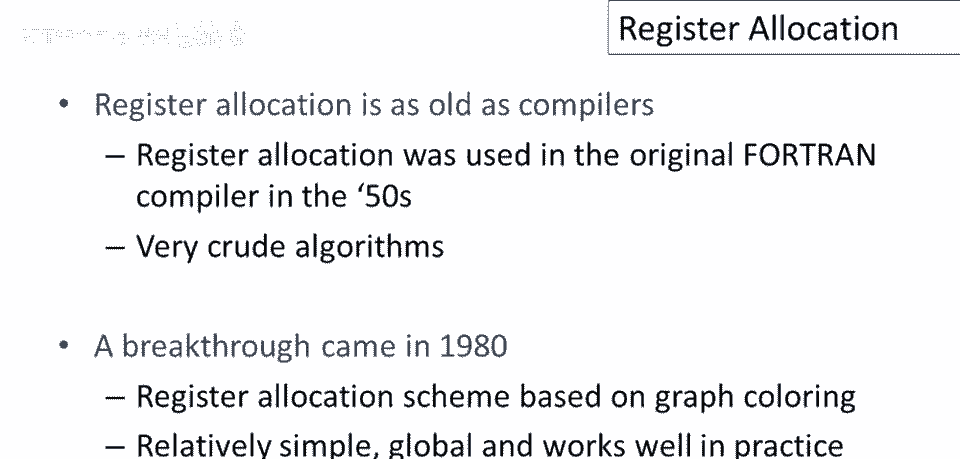 Register Allocation
• Register allocation is as old as compilers
– Register allocation was used in the original FORTRAN
compiler in the ‘50s
– Very crude algorithms
• A breakthrough came in 1980
– Register allocation scheme based on graph coloring
– Relatively simple, global and works well in practice